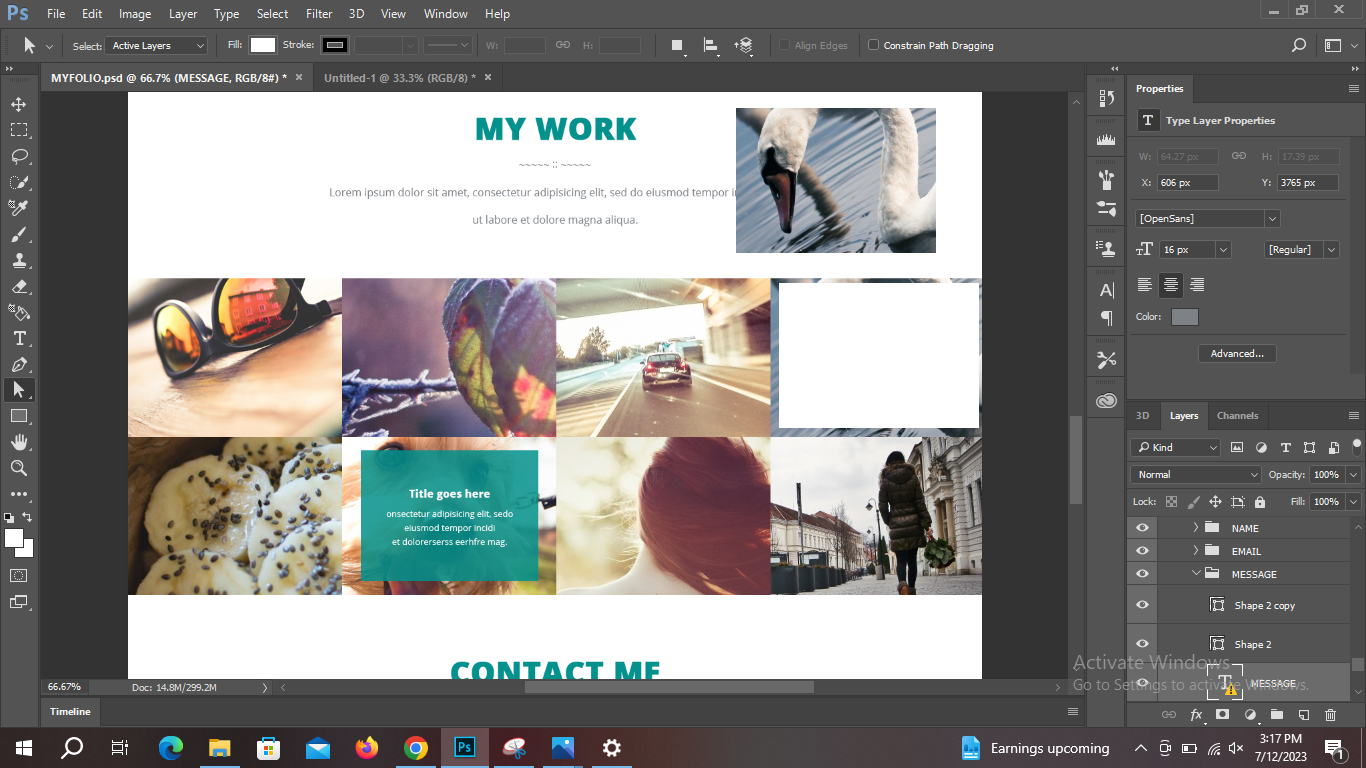 Ps File Edit Image Layer Type Select Filter 3D View Window Help
Select: Active Layers Fill: Stroke: W: H: Align Edges Constrain Path Dragging
MYFOLIO.psd @ 66.7% (MESSAGE, RGB/8#) * × Untitled-1 @ 33.3% (RGB/8) * ×
MY WORK
~~~~~ :: ~~~~~
Lorem ipsum dolor sit amet, consectetur adipisicing elit, sed do eiusmod tempor
ut labore et dolore magna aliqua.
Title goes here
onsectetur adipisicing elit, sedo
eiusmod tempor incidi
et dolorerserss eerhfre mag.
CONTACT ME
66.67% Doc: 14.8M/299.2M
Timeline
Properties
T Type Layer Properties
W: 64.27 px H: 17.39 px
X: 606 px Y: 3765 px
[OpenSans]
16 px [Regular]
Color:
Advanced...
3D Layers Channels
Kind
Normal Opacity: 100%
Lock: Fill: 100%
NAME
EMAIL
MESSAGE
Shape 2 copy
Shape 2
T MESSAGE
Activate Windows
Go to Settings to activate Windows.
Ps Earnings upcoming 3:17 PM
7/12/2023
1